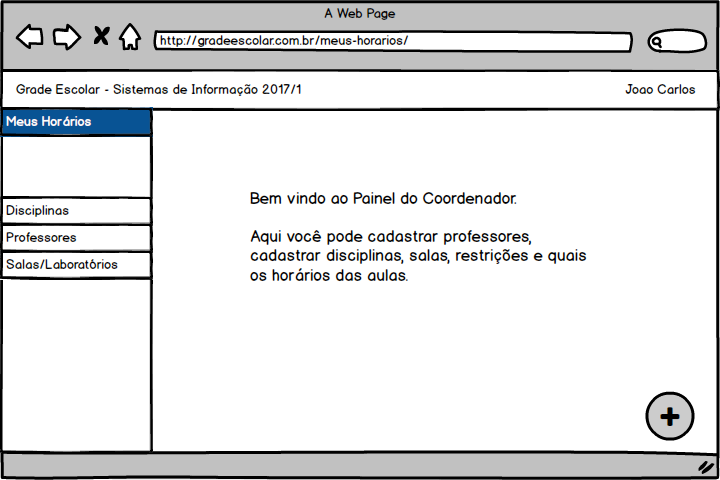 A Web Page
http://gradeescolar.com.br/meus-horarios/
Grade Escolar - Sistemas de Informação 2017/1
Joao Carlos
Meus Horários
Disciplinas
Professores
Salas/Laboratórios
Bem vindo ao Painel do Coordenador.
Aqui você pode cadastrar professores,
cadastrar disciplinas, salas, restrições e quais
os horários das aulas.